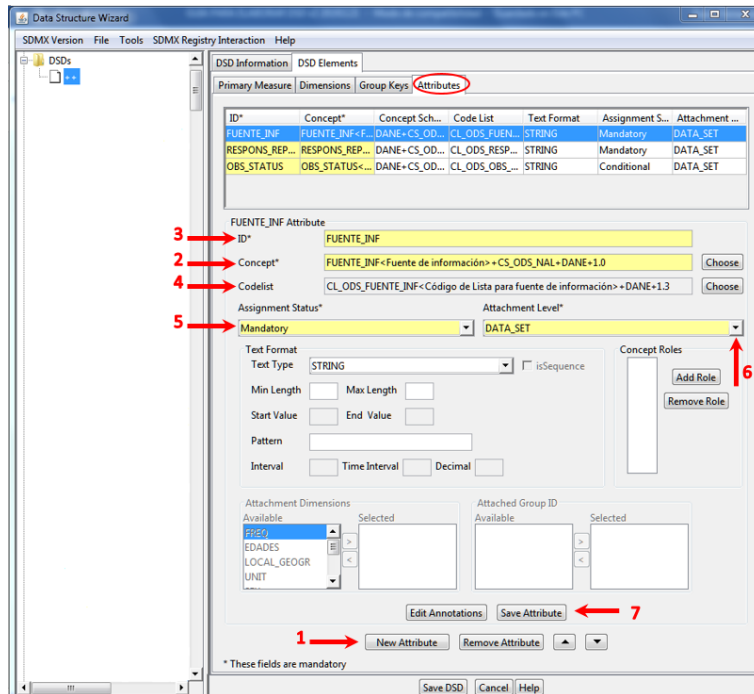 Data Structure Wizard
SDMX Version File Tools SDMX Registry Interaction Help
DSDs
++
DSD Information DSD Elements
Primary Measure Dimensions Group Keys Attributes
ID* Concept* Concept Sch... Code List Text Format Assignment S... Attachment ...
FUENTE_INF FUENTE_INF<F... DANE+CS_OD... CL_ODS_FUEN... STRING Mandatory DATA_SET
RESPONS_REP... RESPONS_REP... DANE+CS_OD... CL_ODS_RESP... STRING Mandatory DATA_SET
OBS_STATUS OBS_STATUS<... DANE+CS_OD... CL_ODS_OBS_... STRING Conditional DATA_SET
FUENTE_INF Attribute
3 ID* FUENTE_INF
2 Concept* FUENTE_INF<Fuente de información>+CS_ODS_NAL+DANE+1.0 Choose
4 Codelist CL_ODS_FUENTE_INF<Código de Lista para fuente de información>+DANE+1.3 Choose
Assignment Status* Attachment Level*
5 Mandatory DATA_SET
6
Text Format Concept Roles
Text Type STRING isSequence
Add Role
Min Length Max Length
Remove Role
Start Value End Value
Pattern
Interval Time Interval Decimal
Attachment Dimensions Attached Group ID
Available Selected Available Selected
FREQ
EDADES
LOCAL_GEOGR
UNIT
> <
> <
Edit Annotations Save Attribute 7
1 New Attribute Remove Attribute
* These fields are mandatory
Save DSD Cancel Help